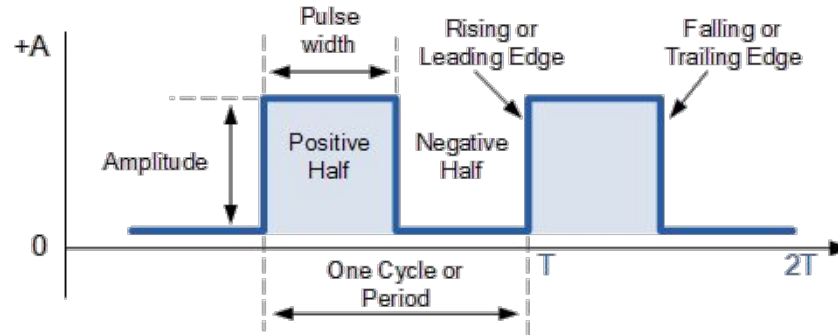 Pulse
width
+A
Rising or
Leading Edge
Falling or
Trailing Edge
Amplitude
Positive
Half
Negative
Half
0
One Cycle or
Period
T
2T